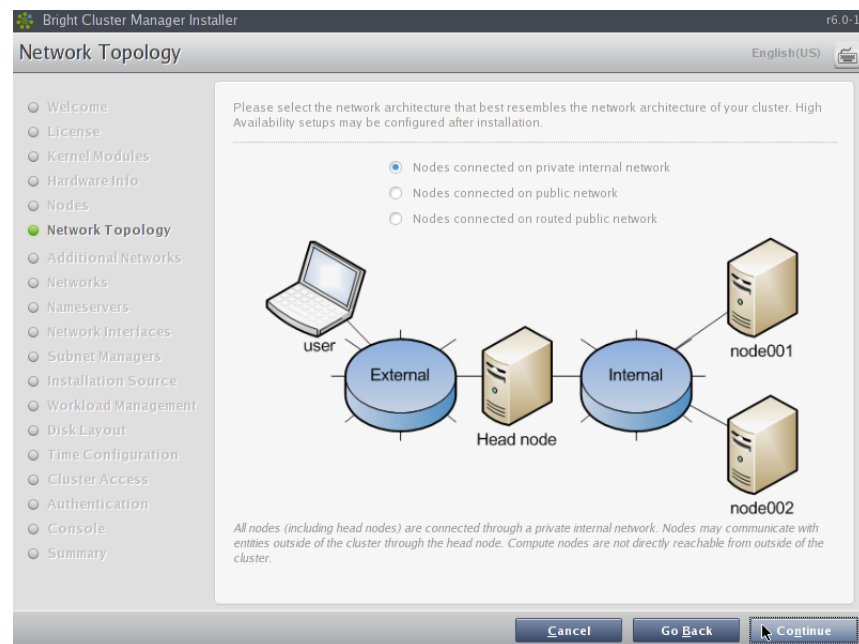 Bright Cluster Manager Installer
r6.0-1
Network Topology
English(US)
Welcome
License
Kernel Modules
Hardware Info
Nodes
Network Topology
Additional Networks
Networks
Nameservers
Network Interfaces
Subnet Managers
Installation Source
Workload Management
Disk Layout
Time Configuration
Cluster Access
Authentication
Console
Summary
Please select the network architecture that best resembles the network architecture of your cluster. High
Availability setups may be configured after installation.
Nodes connected on private internal network
Nodes connected on public network
Nodes connected on routed public network
user
External
Head node
Internal
node001
node002
All nodes (including head nodes) are connected through a private internal network. Nodes may communicate with
entities outside of the cluster through the head node. Compute nodes are not directly reachable from outside of the
cluster.
Cancel
Go Back
Continue